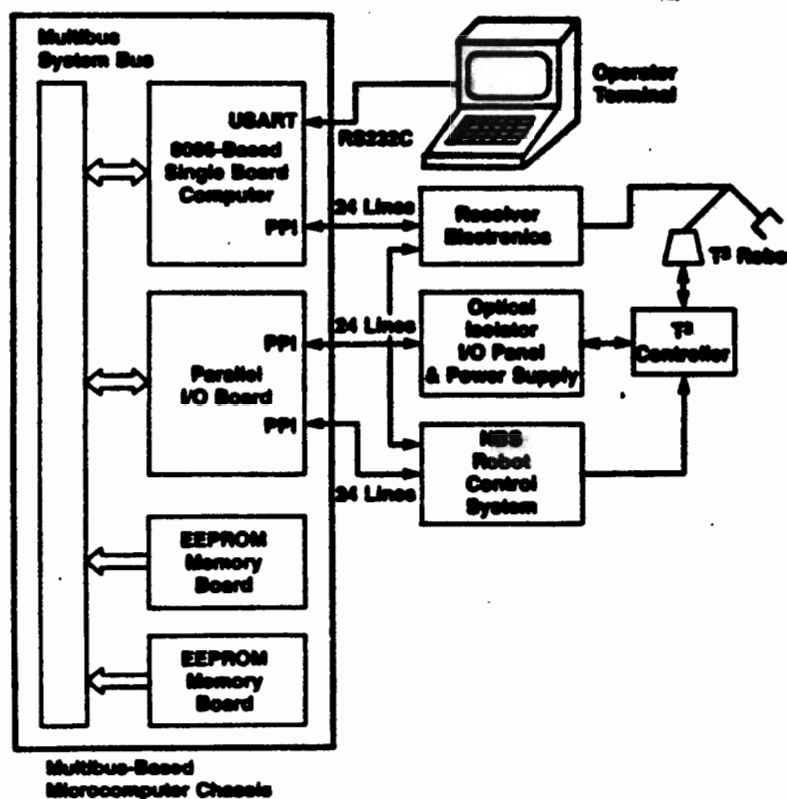 Multibus
System Bus
USART
8086-Based
Single Board
Computer
PPI
RS232C
Operator
Terminal
24 Lines
Resolver
Electronics
T³ Robot
Parallel
I/O Board
PPI
PPI
24 Lines
Optical
Isolator
I/O Panel
& Power Supply
T³
Controller
24 Lines
NBS
Robot
Control
System
EEPROM
Memory
Board
EEPROM
Memory
Board
Multibus-Based
Microcomputer Chassis